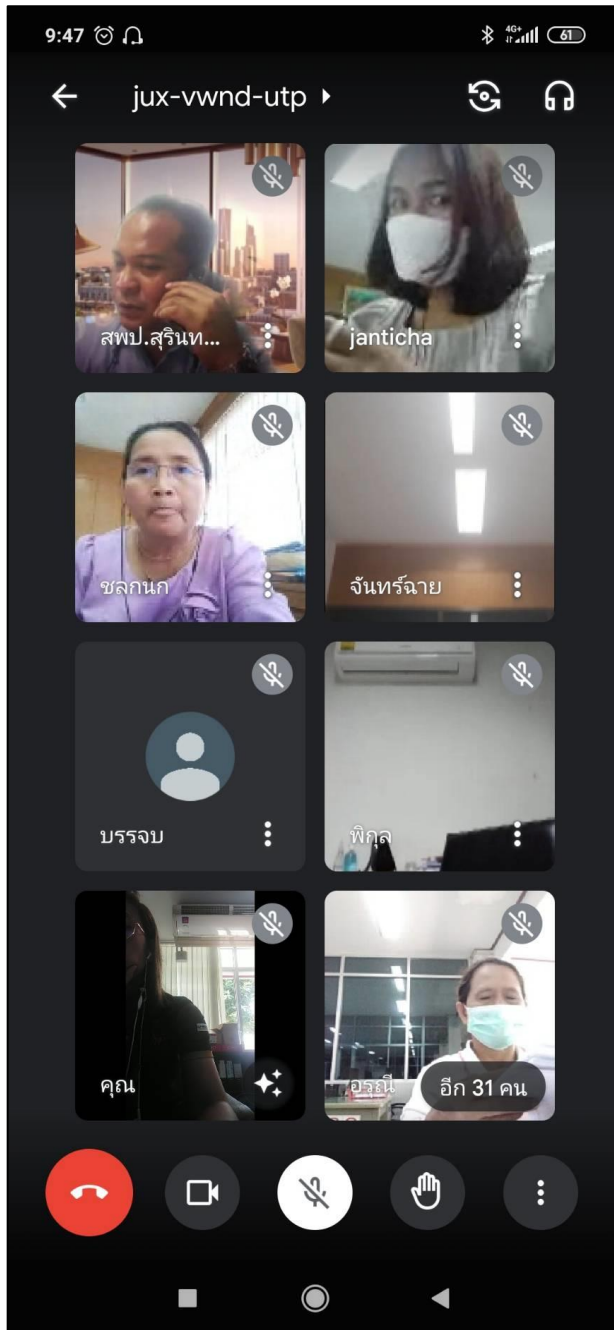 9:47
4G+
61
jux-vwnd-utp
สพป.สุรินท...
janticha
ชลกนก
จันทร์ฉาย
บรรจบ
พิกุล
คุณ
อรุณี
อีก 31 คน